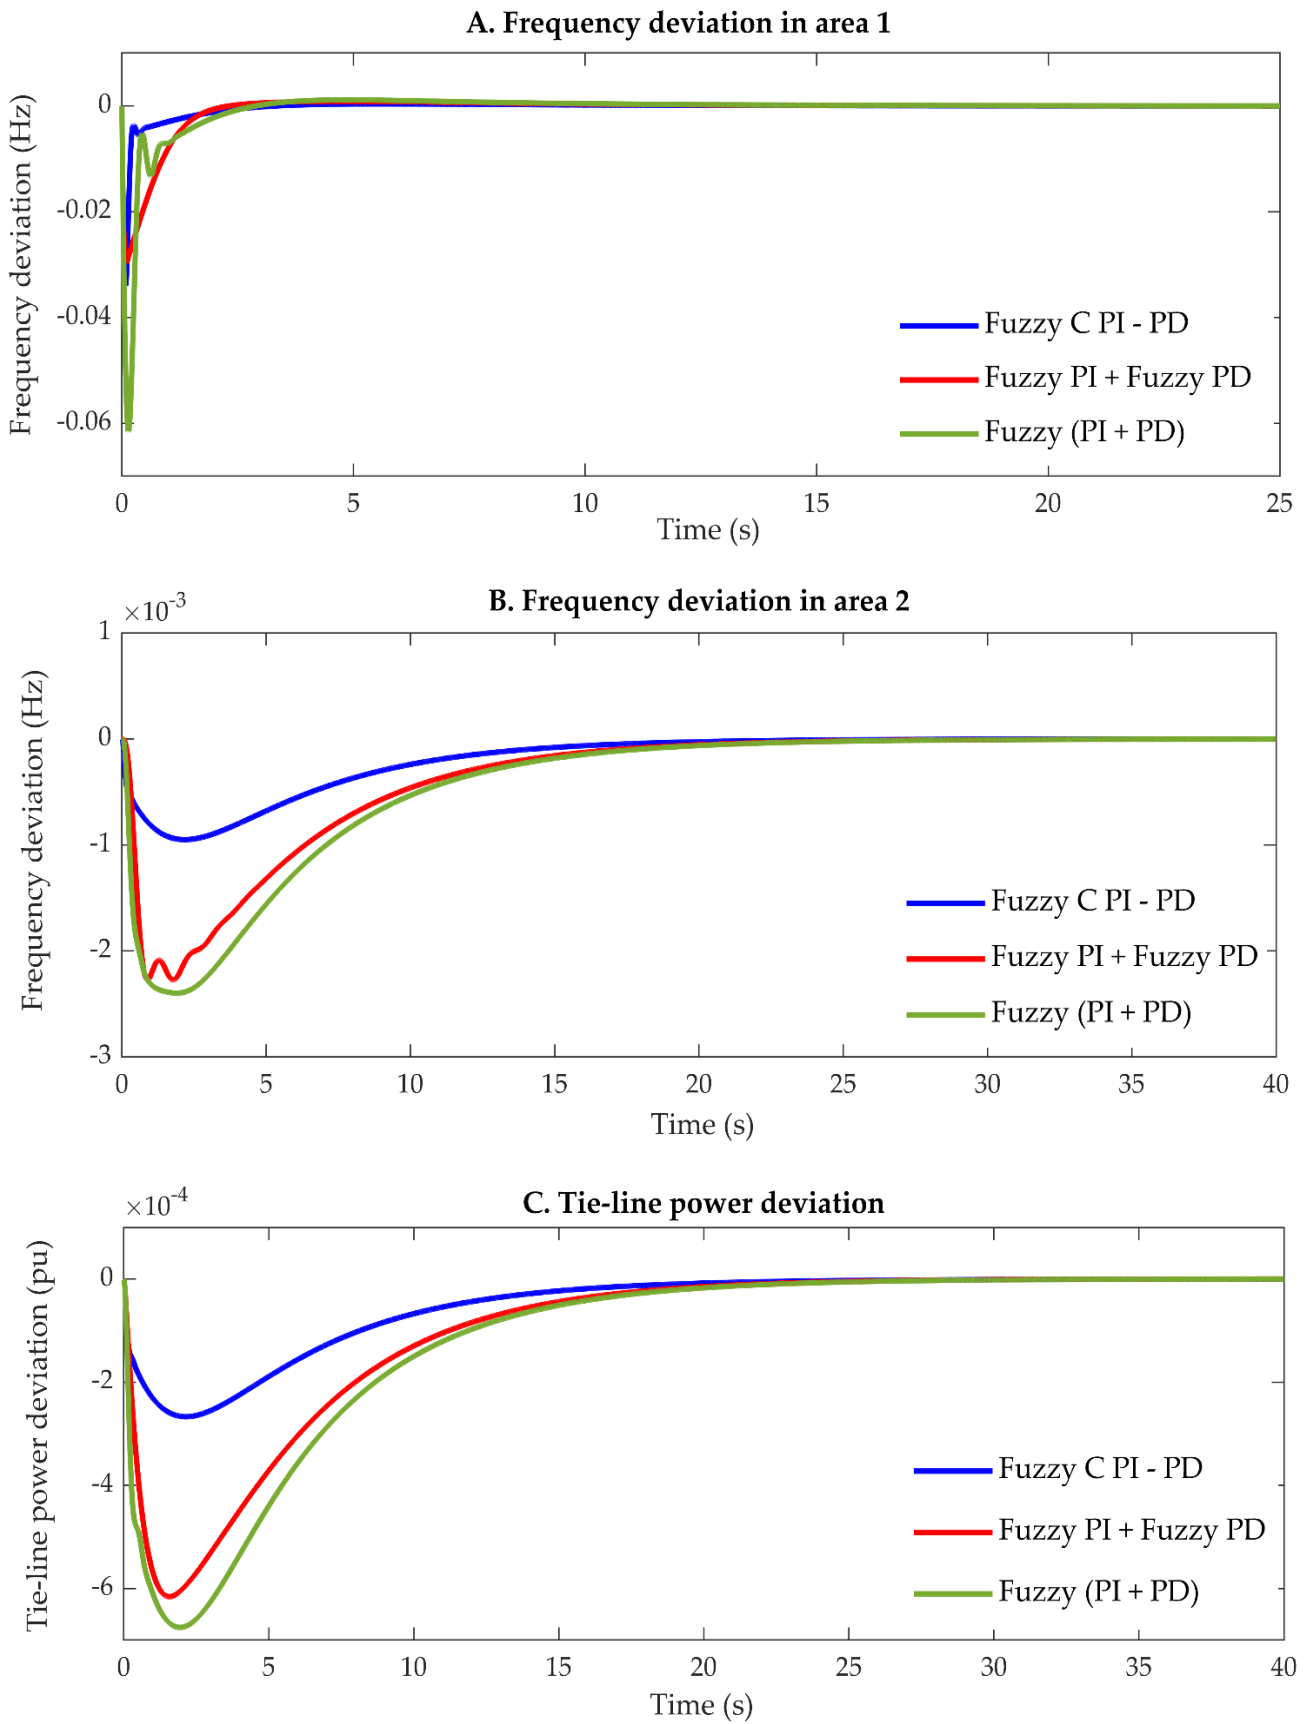 A. Frequency deviation in area 1
Frequency deviation (Hz)
0
-0.02
-0.04
-0.06
Fuzzy C PI - PD
Fuzzy PI + Fuzzy PD
Fuzzy (PI + PD)
0 5 10 15 20 25
Time (s)
B. Frequency deviation in area 2
×10-3
Frequency deviation (Hz)
1
0
-1
-2
-3
Fuzzy C PI - PD
Fuzzy PI + Fuzzy PD
Fuzzy (PI + PD)
0 5 10 15 20 25 30 35 40
Time (s)
C. Tie-line power deviation
×10-4
Tie-line power deviation (pu)
0
-2
-4
-6
Fuzzy C PI - PD
Fuzzy PI + Fuzzy PD
Fuzzy (PI + PD)
0 5 10 15 20 25 30 35 40
Time (s)